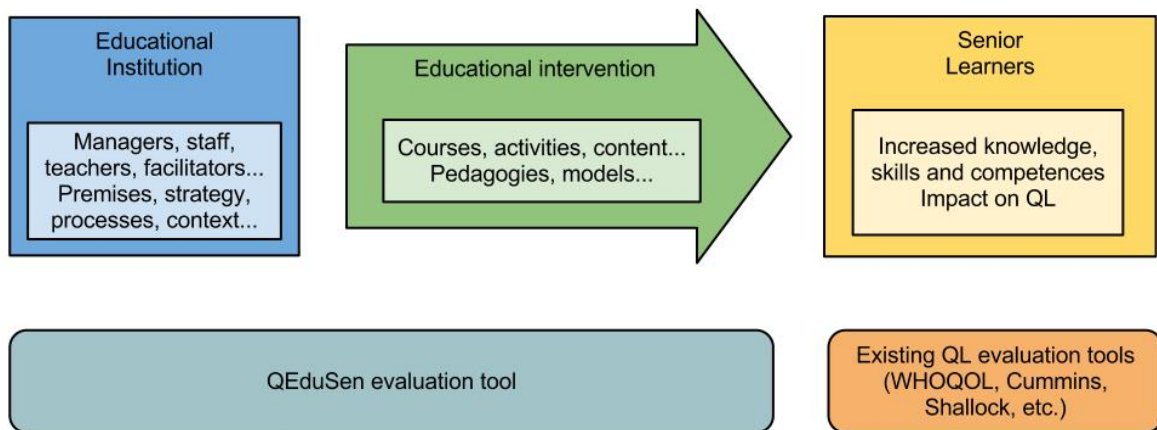 Educational
Institution
Managers, staff,
teachers, facilitators...
Premises, strategy,
processes, context...
Educational intervention
Courses, activities, content...
Pedagogies, models...
Senior
Learners
Increased knowledge,
skills and competences
Impact on QL
QEduSen evaluation tool
Existing QL evaluation tools
(WHOQOL, Cummins,
Shallock, etc.)